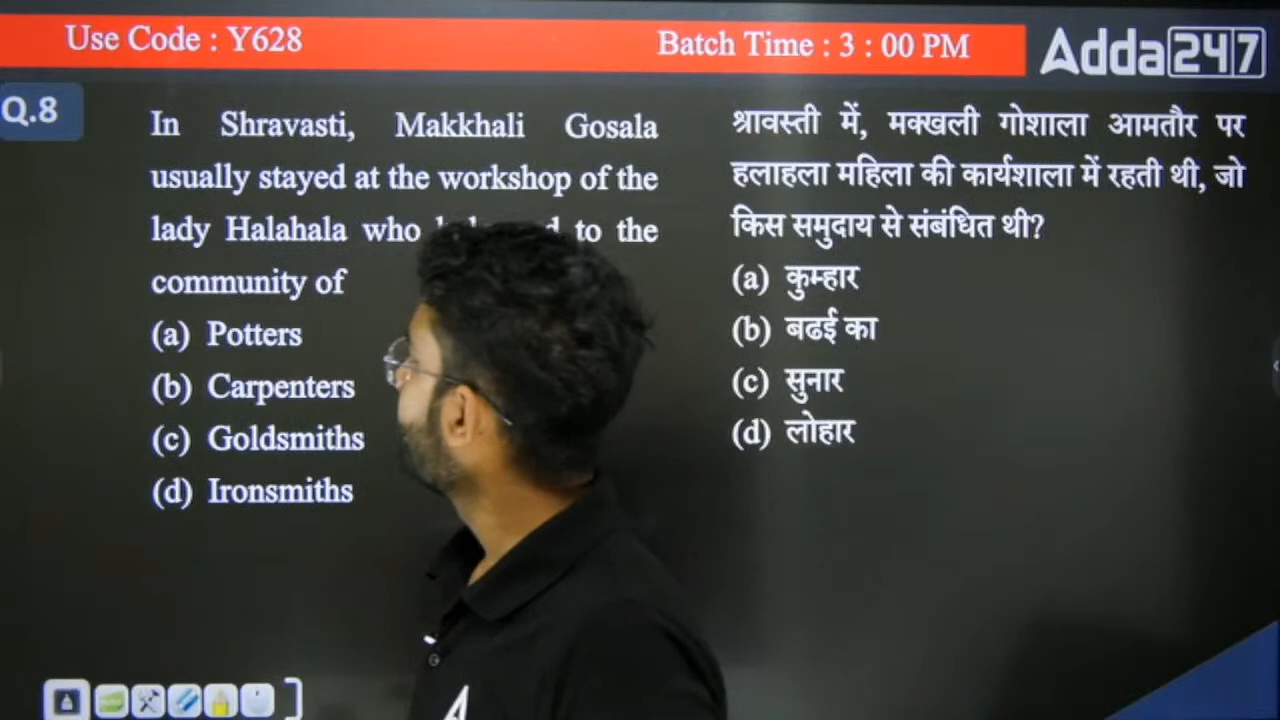 Use Code : Y628
Batch Time : 3 : 00 PM
Adda247
Q.8
In Shravasti, Makkhali Gosala
usually stayed at the workshop of the
lady Halahala who to the
community of
(a) Potters
(b) Carpenters
(c) Goldsmiths
(d) Ironsmiths
श्रावस्ती में, मक्खली गोशाला आमतौर पर
हलाहला महिला की कार्यशाला में रहती थी, जो
किस समुदाय से संबंधित थी?
(a) कुम्हार
(b) बढई का
(c) सुनार
(d) लोहार